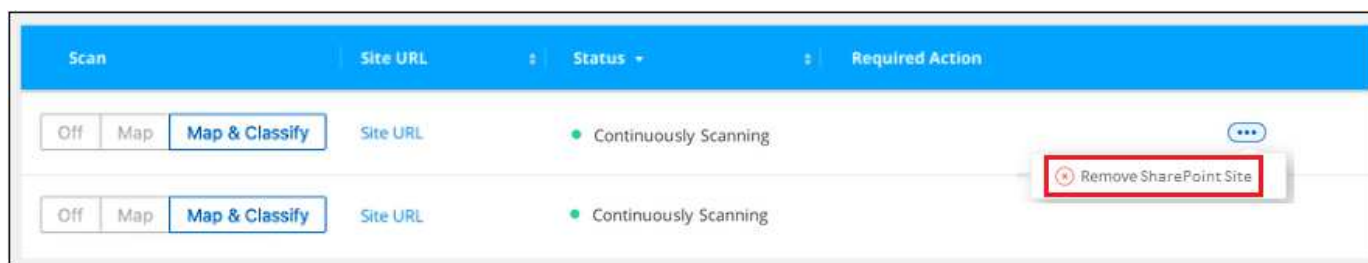 Scan Site URL Status Required Action
Off Map Map & Classify Site URL Continuously Scanning
Remove SharePoint Site
Off Map Map & Classify Site URL Continuously Scanning